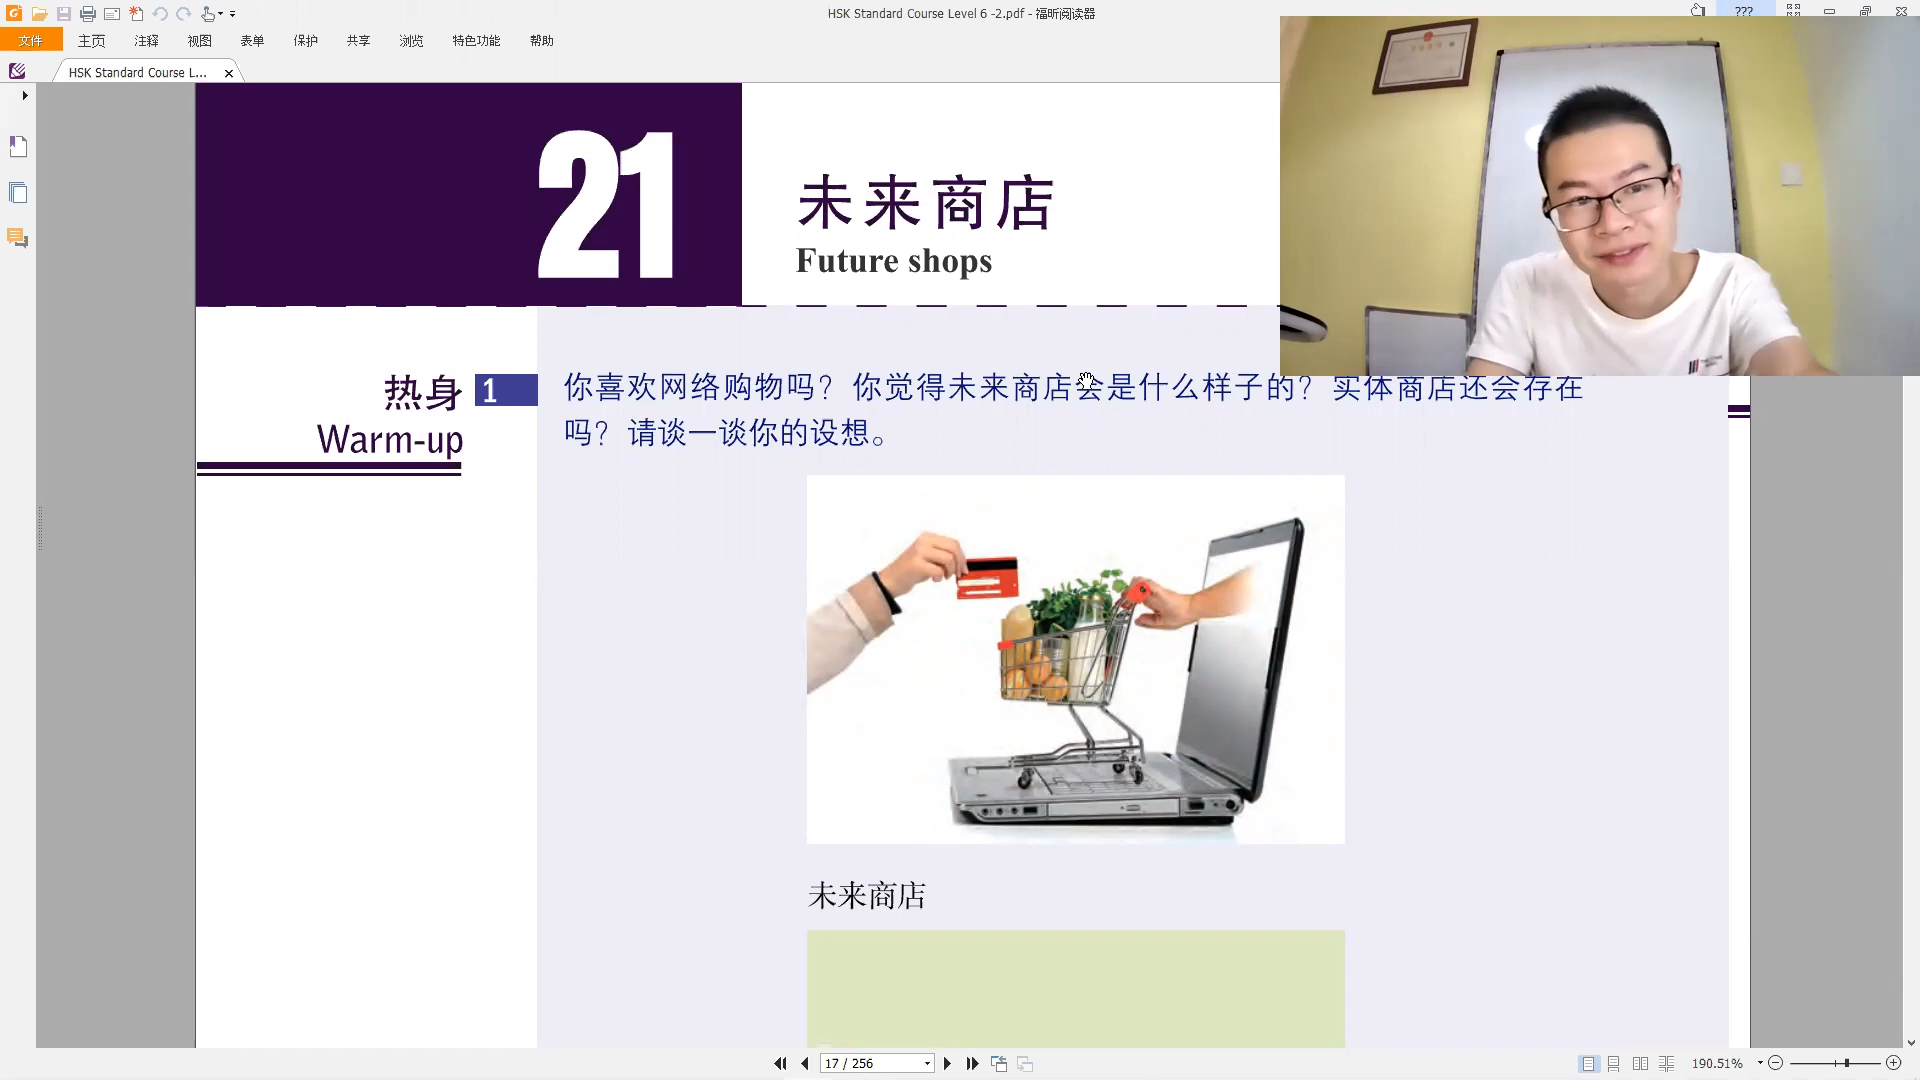 HSK Standard Course Level 6 -2.pdf - 福昕阅读器
???
文件 主页 注释 视图 表单 保护 共享 浏览 特色功能 帮助
HSK Standard Course L...
21
未来商店
Future shops
热身
Warm-up
1
你喜欢网络购物吗？ 你觉得未来商店会是什么样子的？ 实体商店还会存在
吗？ 请谈一谈你的设想。
未来商店
17 / 256
190.51%